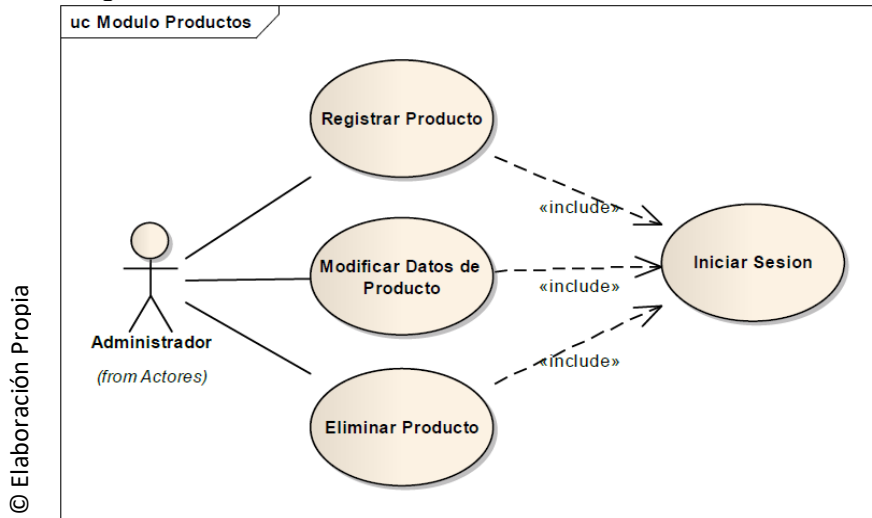 uc Modulo Productos
Registrar Producto
«include»
Modificar Datos de
Producto
«include»
Iniciar Sesion
Administrador
(from Actores)
«include»
Eliminar Producto
© Elaboración Propia